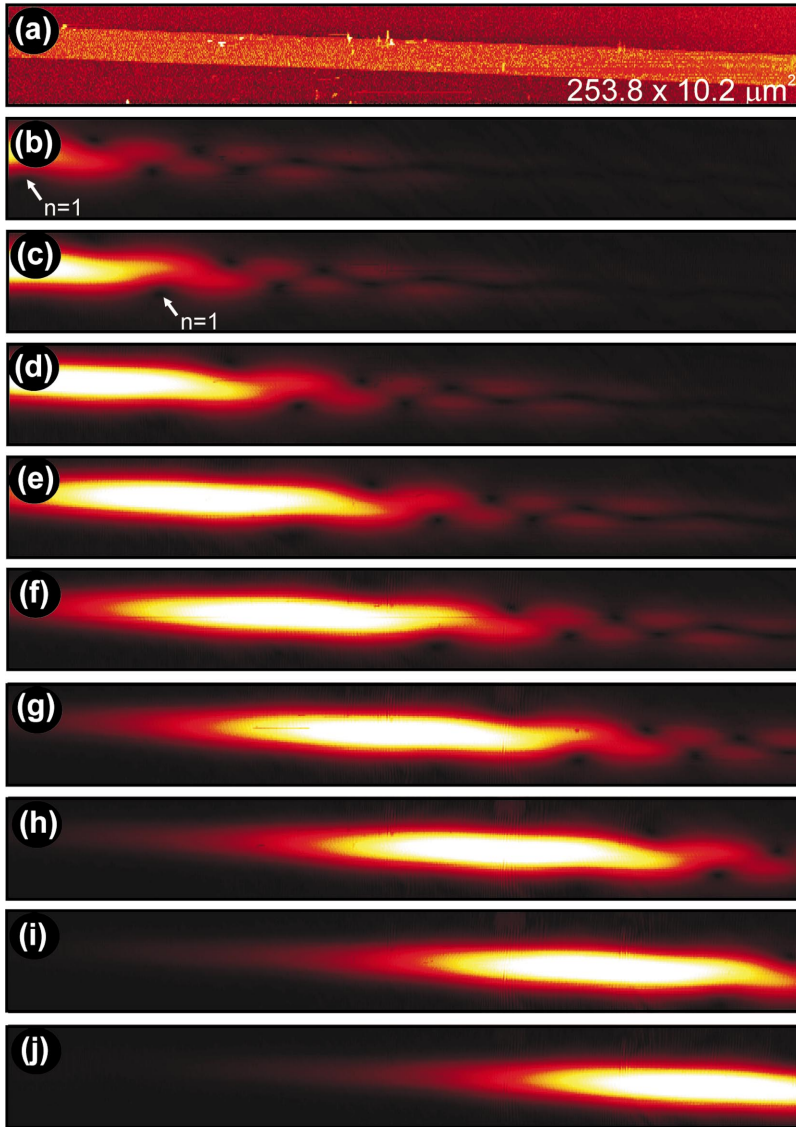 (a)
253.8 x 10.2 μm²
(b)
n=1
(c)
n=1
(d)
(e)
(f)
(g)
(h)
(i)
(j)